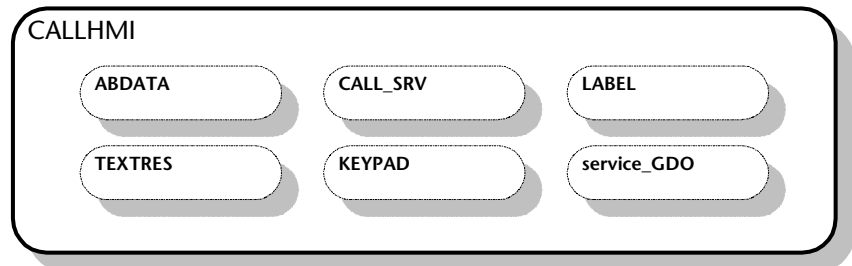 CALLHMI
ABDATA CALL_SRV LABEL
TEXTRES KEYPAD service_GDO